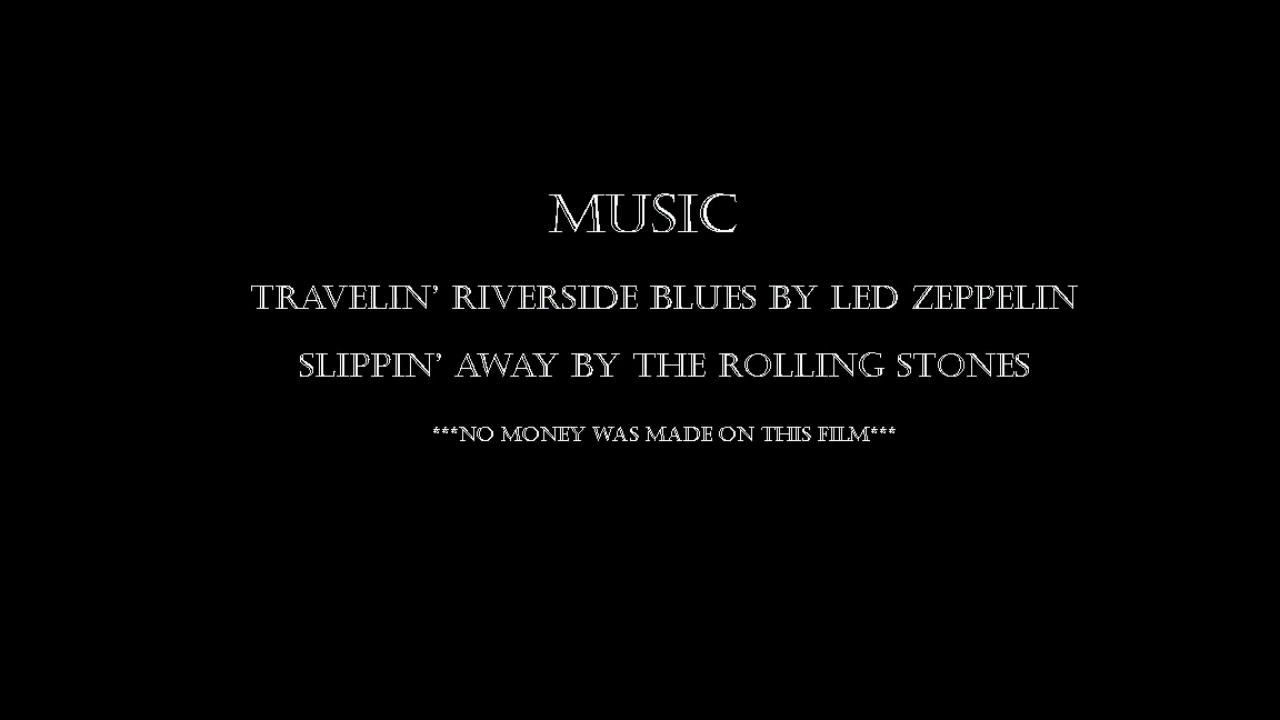 MUSIC
TRAVELIN’ RIVERSIDE BLUES BY LED ZEPPELIN
SLIPPIN’ AWAY BY THE ROLLING STONES
***NO MONEY WAS MADE ON THIS FILM***